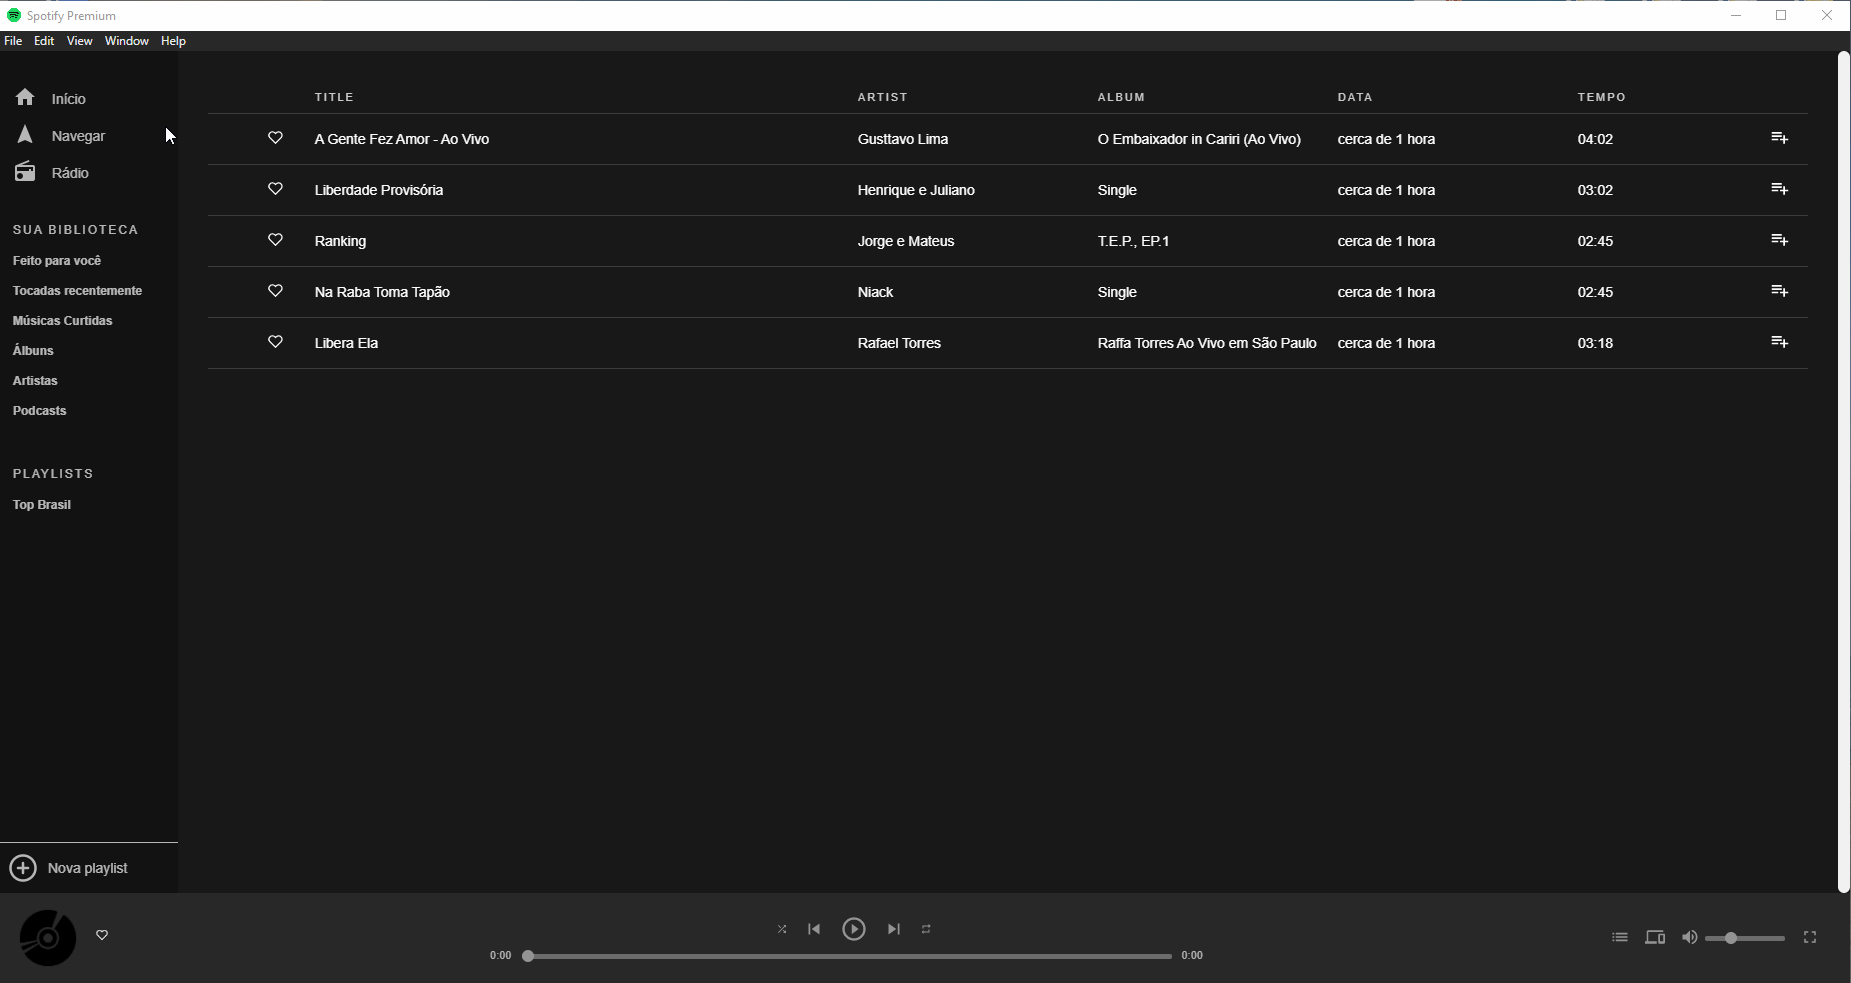 Spotify Premium
File Edit View Window Help
Início
Navegar
Rádio
SUA BIBLIOTECA
Feito para você
Tocadas recentemente
Músicas Curtidas
Álbuns
Artistas
Podcasts
PLAYLISTS
Top Brasil
Nova playlist
TITLE ARTIST ALBUM DATA TEMPO
A Gente Fez Amor - Ao Vivo Gusttavo Lima O Embaixador in Cariri (Ao Vivo) cerca de 1 hora 04:02
Liberdade Provisória Henrique e Juliano Single cerca de 1 hora 03:02
Ranking Jorge e Mateus T.E.P., EP.1 cerca de 1 hora 02:45
Na Raba Toma Tapão Niack Single cerca de 1 hora 02:45
Libera Ela Rafael Torres Raffa Torres Ao Vivo em São Paulo cerca de 1 hora 03:18
0:00 0:00